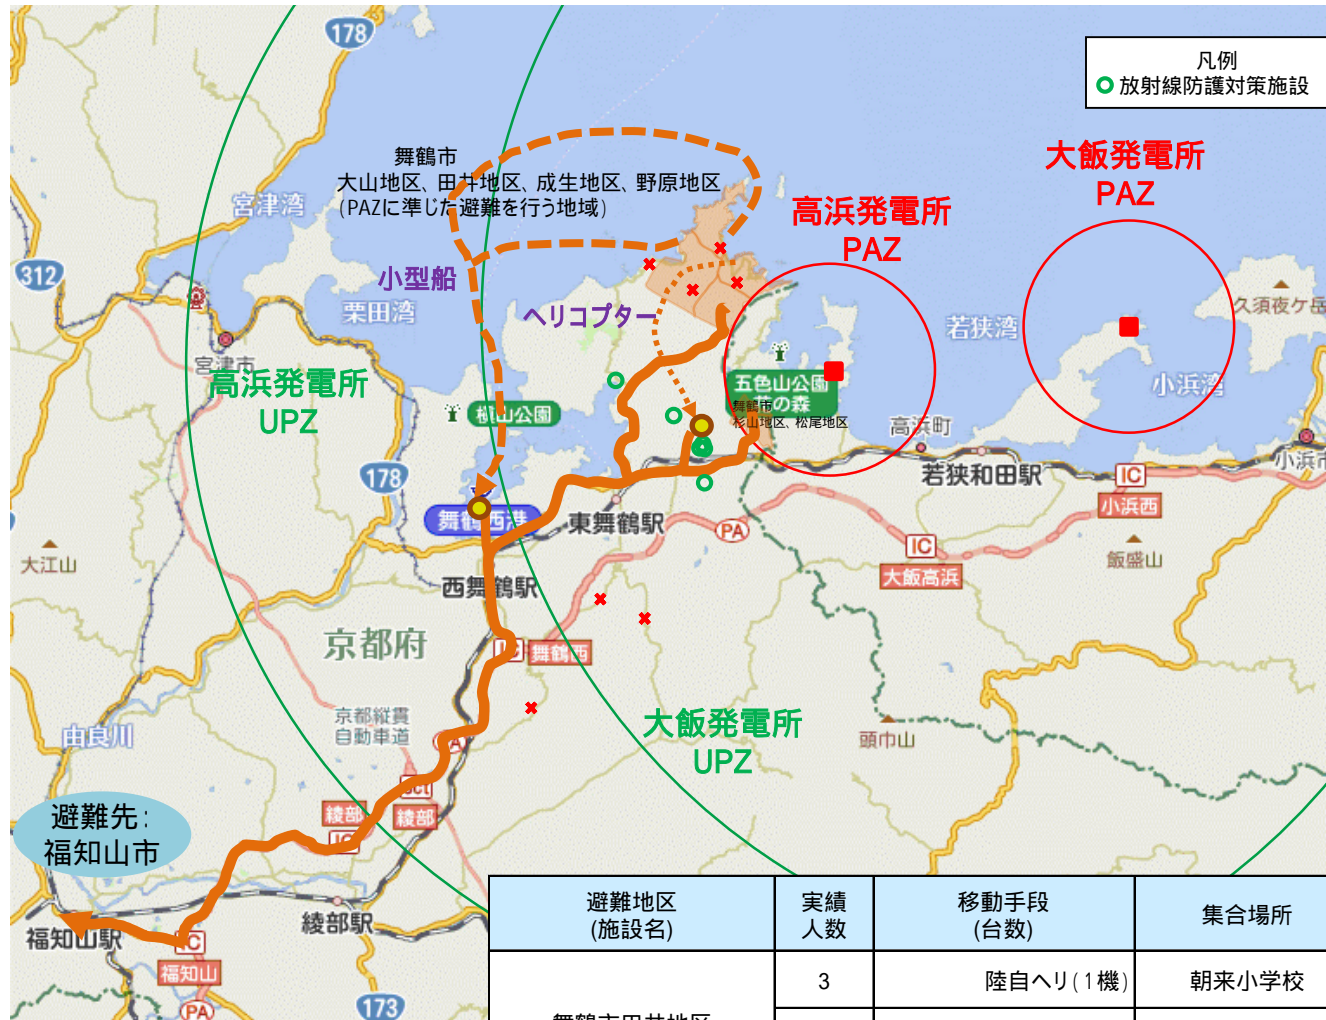 178
凡例
放射線防護対策施設
大飯発電所
PAZ
舞鶴市
大山地区、田井地区、成生地区、野原地区
(PAZに準じた避難を行う地域)
宮津湾
高浜発電所
PAZ
312
小型船
栗田湾
ヘリコプター
若狭湾
久須夜ケ岳
宮津市
高浜発電所
UPZ
五色山公園
小浜湾
舞鶴市
杉山地区、松尾地区
高浜町
178
若狭和田駅
IC
小浜市
小浜西
舞鶴西港
東舞鶴駅
PA
IC
飯盛山
大江山
大飯高浜
西舞鶴駅
京都府
IC
舞鶴西
京都縦貫
自動車道
大飯発電所
UPZ
頭巾山
由良川
綾部
綾部
IC
避難先:
福知山市
綾部駅
福知山駅
IC
福知山
PA
173
避難地区
(施設名)
実績
人数
移動手段
(台数)
集合場所
3
陸自ヘリ(1機)
朝来小学校
舞鶴市田井地区